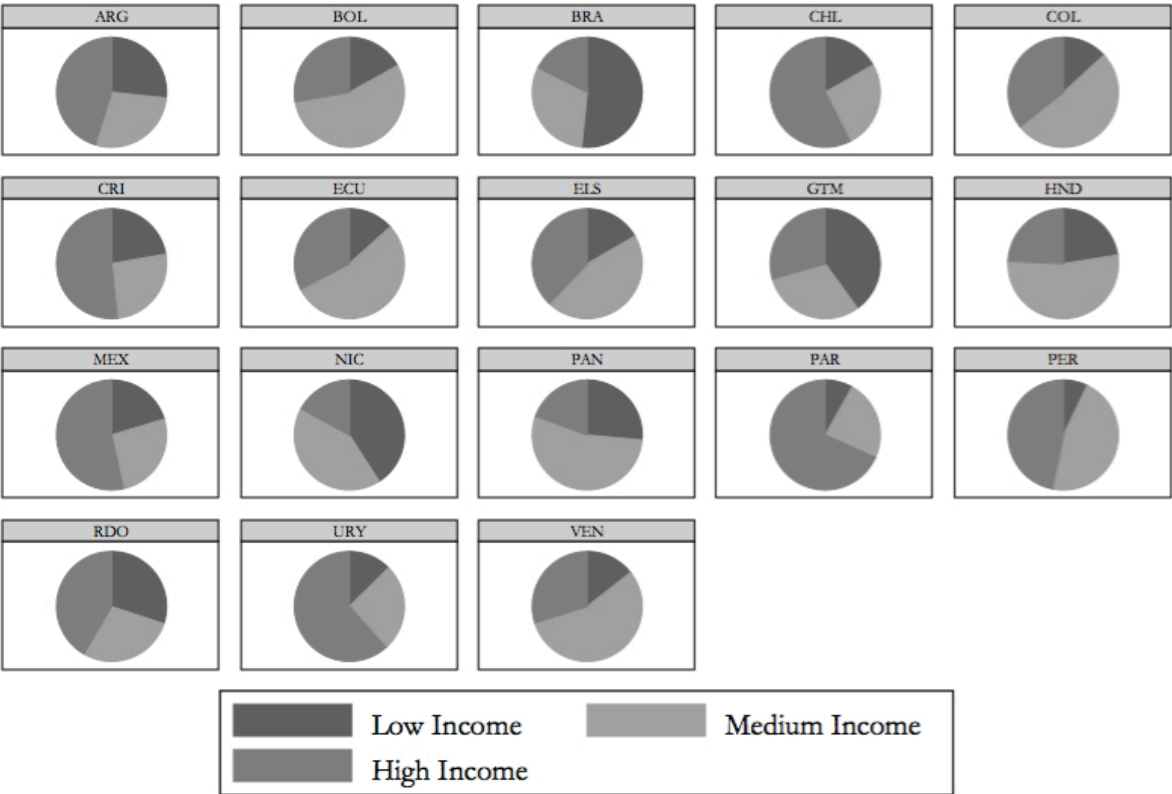 ARG BOL BRA CHL COL
CRI ECU ELS GTM HND
MEX NIC PAN PAR PER
RDO URY VEN
Low Income Medium Income
High Income